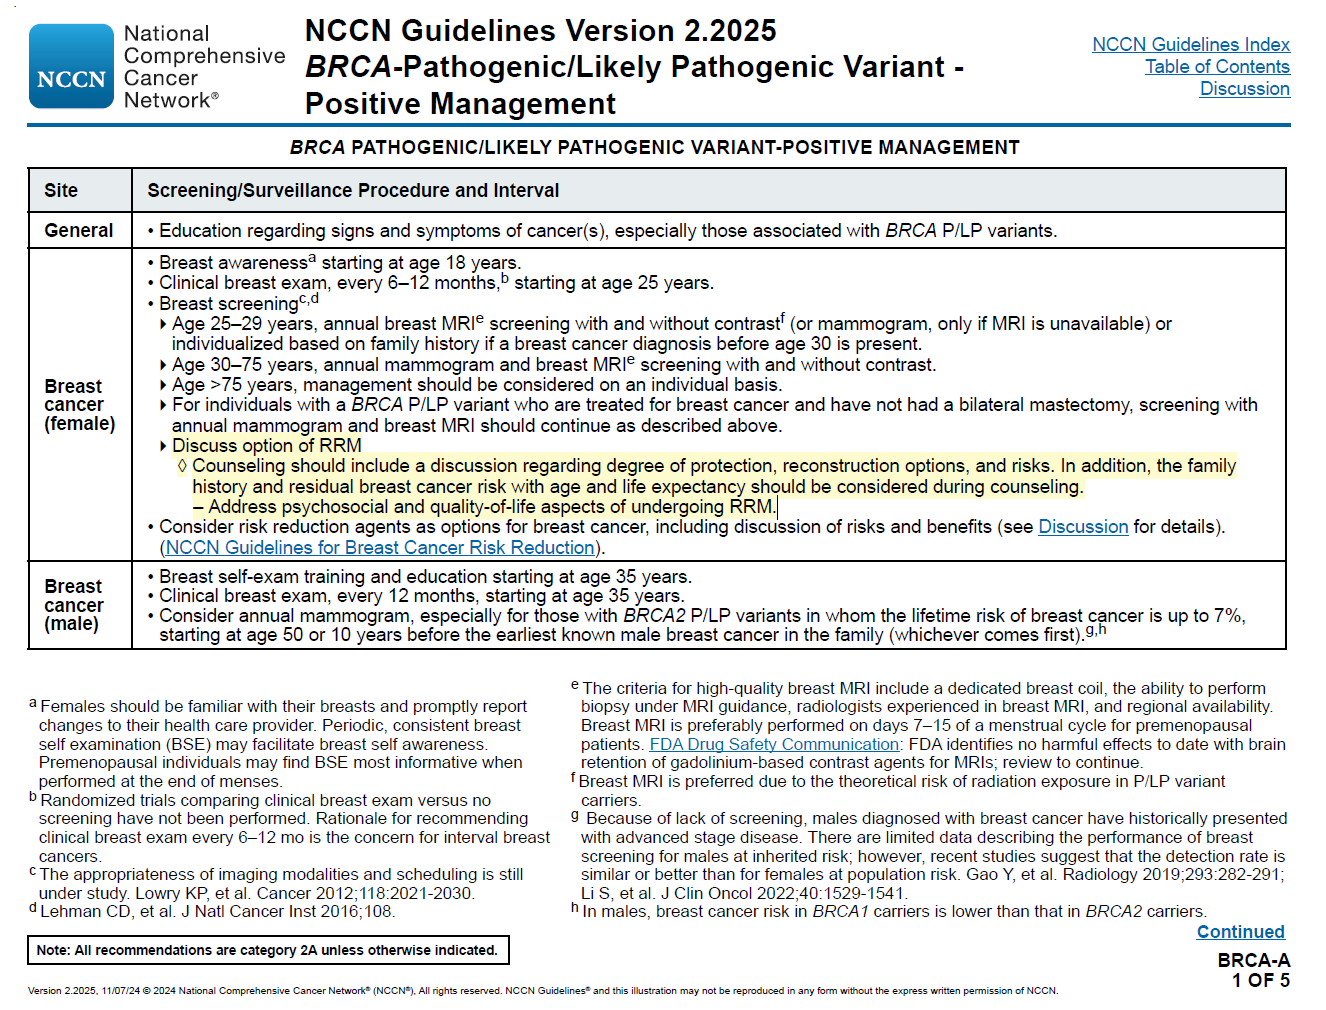 National
Comprehensive
NCCN Cancer
Network®
NCCN Guidelines Version 2.2025
BRCA-Pathogenic/Likely Pathogenic Variant -
Positive Management
NCCN Guidelines Index
Table of Contents
Discussion
BRCA PATHOGENIC/LIKELY PATHOGENIC VARIANT-POSITIVE MANAGEMENT
Site Screening/Surveillance Procedure and Interval
General • Education regarding signs and symptoms of cancer(s), especially those associated with BRCA P/LP variants.
Breast
cancer
(female)
• Breast awarenessᵃ starting at age 18 years.
• Clinical breast exam, every 6–12 months,ᵇ starting at age 25 years.
• Breast screeningᶜ,ᵈ
▸ Age 25–29 years, annual breast MRIᵉ screening with and without contrastᶠ (or mammogram, only if MRI is unavailable) or
individualized based on family history if a breast cancer diagnosis before age 30 is present.
▸ Age 30–75 years, annual mammogram and breast MRIᵉ screening with and without contrast.
▸ Age >75 years, management should be considered on an individual basis.
▸ For individuals with a BRCA P/LP variant who are treated for breast cancer and have not had a bilateral mastectomy, screening with
annual mammogram and breast MRI should continue as described above.
▸ Discuss option of RRM
◊ Counseling should include a discussion regarding degree of protection, reconstruction options, and risks. In addition, the family
history and residual breast cancer risk with age and life expectancy should be considered during counseling.
– Address psychosocial and quality-of-life aspects of undergoing RRM.
• Consider risk reduction agents as options for breast cancer, including discussion of risks and benefits (see Discussion for details).
(NCCN Guidelines for Breast Cancer Risk Reduction).
Breast
cancer
(male)
• Breast self-exam training and education starting at age 35 years.
• Clinical breast exam, every 12 months, starting at age 35 years.
• Consider annual mammogram, especially for those with BRCA2 P/LP variants in whom the lifetime risk of breast cancer is up to 7%,
starting at age 50 or 10 years before the earliest known male breast cancer in the family (whichever comes first).ᵍ,ʰ
ᵃ Females should be familiar with their breasts and promptly report
changes to their health care provider. Periodic, consistent breast
self examination (BSE) may facilitate breast self awareness.
Premenopausal individuals may find BSE most informative when
performed at the end of menses.
ᵇ Randomized trials comparing clinical breast exam versus no
screening have not been performed. Rationale for recommending
clinical breast exam every 6–12 mo is the concern for interval breast
cancers.
ᶜ The appropriateness of imaging modalities and scheduling is still
under study. Lowry KP, et al. Cancer 2012;118:2021-2030.
ᵈ Lehman CD, et al. J Natl Cancer Inst 2016;108.
ᵉ The criteria for high-quality breast MRI include a dedicated breast coil, the ability to perform
biopsy under MRI guidance, radiologists experienced in breast MRI, and regional availability.
Breast MRI is preferably performed on days 7–15 of a menstrual cycle for premenopausal
patients. FDA Drug Safety Communication: FDA identifies no harmful effects to date with brain
retention of gadolinium-based contrast agents for MRIs; review to continue.
ᶠ Breast MRI is preferred due to the theoretical risk of radiation exposure in P/LP variant
carriers.
ᵍ Because of lack of screening, males diagnosed with breast cancer have historically presented
with advanced stage disease. There are limited data describing the performance of breast
screening for males at inherited risk; however, recent studies suggest that the detection rate is
similar or better than for females at population risk. Gao Y, et al. Radiology 2019;293:282-291;
Li S, et al. J Clin Oncol 2022;40:1529-1541.
ʰ In males, breast cancer risk in BRCA1 carriers is lower than that in BRCA2 carriers.
Continued
Note: All recommendations are category 2A unless otherwise indicated.
BRCA-A
1 OF 5
Version 2.2025, 11/07/24 © 2024 National Comprehensive Cancer Network® (NCCN®), All rights reserved. NCCN Guidelines® and this illustration may not be reproduced in any form without the express written permission of NCCN.